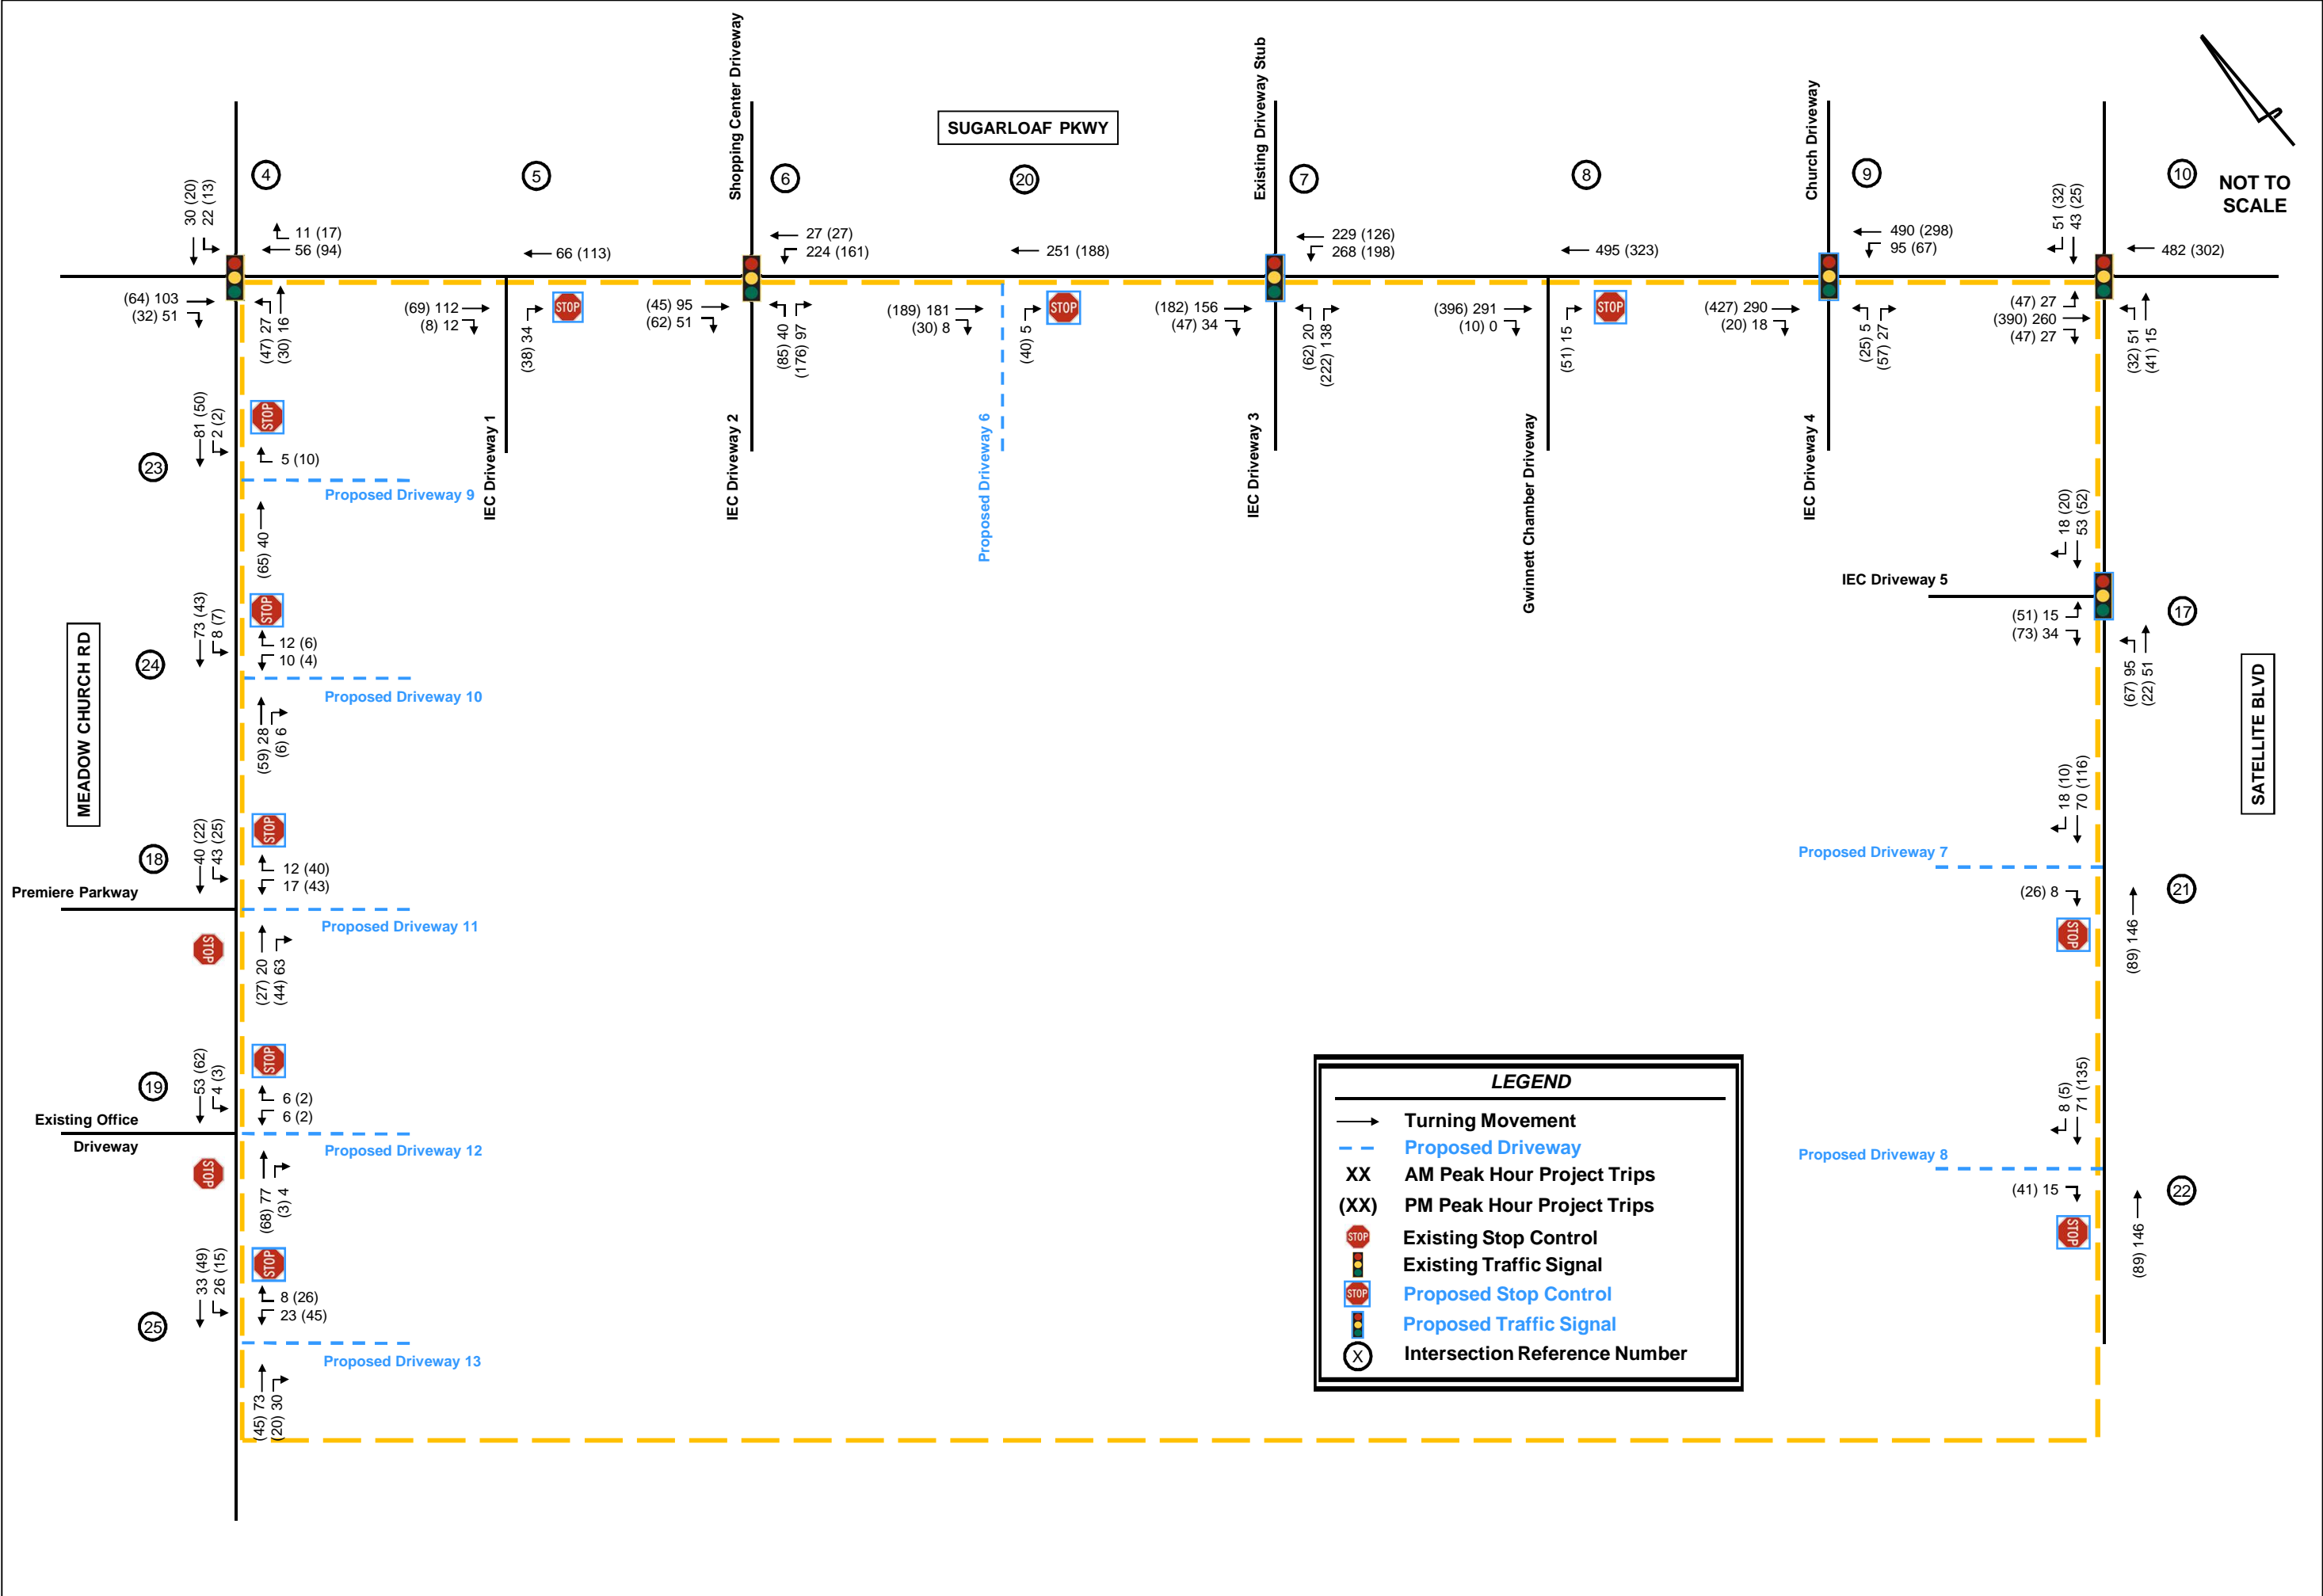 SUGARLOAF PKWY
Shopping Center Driveway
Existing Driveway Stub
Church Driveway
NOT TO
SCALE
4
5
6
20
7
8
9
10
30 (20)
22 (13)
11 (17)
56 (94)
(64) 103
(32) 51
(47) 27
(30) 16
66 (113)
(69) 112
(8) 12
(38) 34
STOP
IEC Driveway 1
27 (27)
224 (161)
(45) 95
(62) 51
(85) 40
(176) 97
IEC Driveway 2
251 (188)
(189) 181
(30) 8
(40) 5
STOP
Proposed Driveway 6
229 (126)
268 (198)
(182) 156
(47) 34
(62) 20
(222) 138
IEC Driveway 3
495 (323)
(396) 291
(10) 0
(51) 15
STOP
Gwinnett Chamber Driveway
490 (298)
95 (67)
(427) 290
(20) 18
(25) 5
(57) 27
IEC Driveway 4
51 (32)
43 (25)
482 (302)
(47) 27
(390) 260
(47) 27
(32) 51
(41) 15
MEADOW CHURCH RD
23
81 (50)
2 (2)
STOP
5 (10)
Proposed Driveway 9
(65) 40
24
73 (43)
8 (7)
STOP
12 (6)
10 (4)
Proposed Driveway 10
(59) 28
(6) 6
18
40 (22)
43 (25)
STOP
12 (40)
17 (43)
Premiere Parkway
Proposed Driveway 11
STOP
(27) 20
(44) 63
19
53 (62)
4 (3)
STOP
6 (2)
6 (2)
Existing Office
Driveway
Proposed Driveway 12
STOP
(68) 77
(3) 4
25
33 (49)
26 (15)
STOP
8 (26)
23 (45)
Proposed Driveway 13
(45) 73
(20) 30
SATELLITE BLVD
18 (20)
53 (52)
IEC Driveway 5
17
(51) 15
(73) 34
(67) 95
(22) 51
18 (10)
70 (116)
Proposed Driveway 7
21
(26) 8
STOP
(89) 146
8 (5)
71 (135)
Proposed Driveway 8
22
(41) 15
STOP
(89) 146
LEGEND
Turning Movement
Proposed Driveway
XX AM Peak Hour Project Trips
(XX) PM Peak Hour Project Trips
STOP Existing Stop Control
Existing Traffic Signal
STOP Proposed Stop Control
Proposed Traffic Signal
X Intersection Reference Number